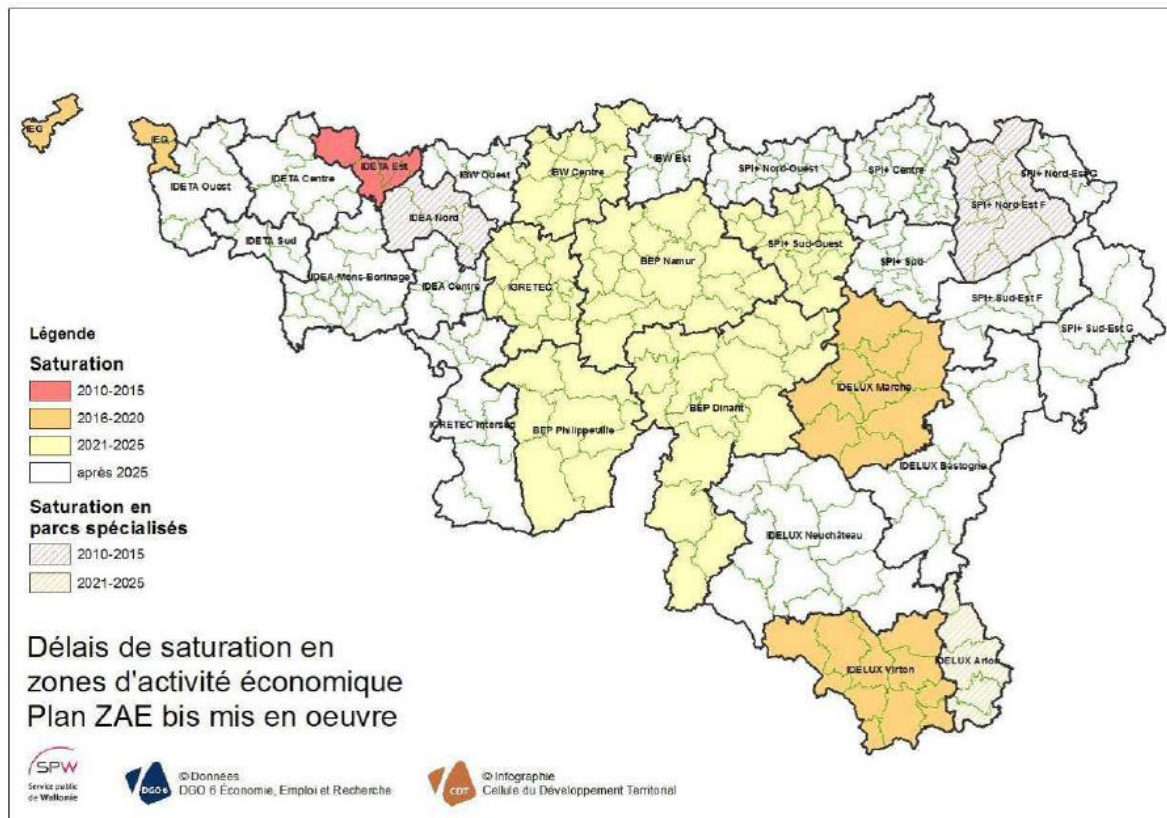 IEG
IEG
IDETA Ouest
IDETA Centre
IDETA Est
IBW Ouest
IBW Centre
IBW Est
SPI+ Nord-Ouest
SPI+ Centre
SPI+ Nord-Est G
SPI+ Nord-Est F
IDEA Nord
IDETA Sud
IDEA Mons-Borinage
IDEA Centre
IGRETEC
BEP Namur
SPI+ Sud-Ouest
SPI+ Sud
SPI+ Sud-Est F
SPI+ Sud-Est G
IDELUX Marche
BEP Dinant
IGRETEC Intersud
BEP Philippeville
IDELUX Bastogne
IDELUX Neuchâteau
IDELUX Virton
IDELUX Arlon
Légende
Saturation
2010-2015
2016-2020
2021-2025
après 2025
Saturation en
parcs spécialisés
2010-2015
2021-2025
Délais de saturation en
zones d'activité économique
Plan ZAE bis mis en oeuvre
SPW
Service public
de Wallonie
DGO 6
© Données
DGO 6 Économie, Emploi et Recherche
CDT
© Infographie
Cellule du Développement Territorial